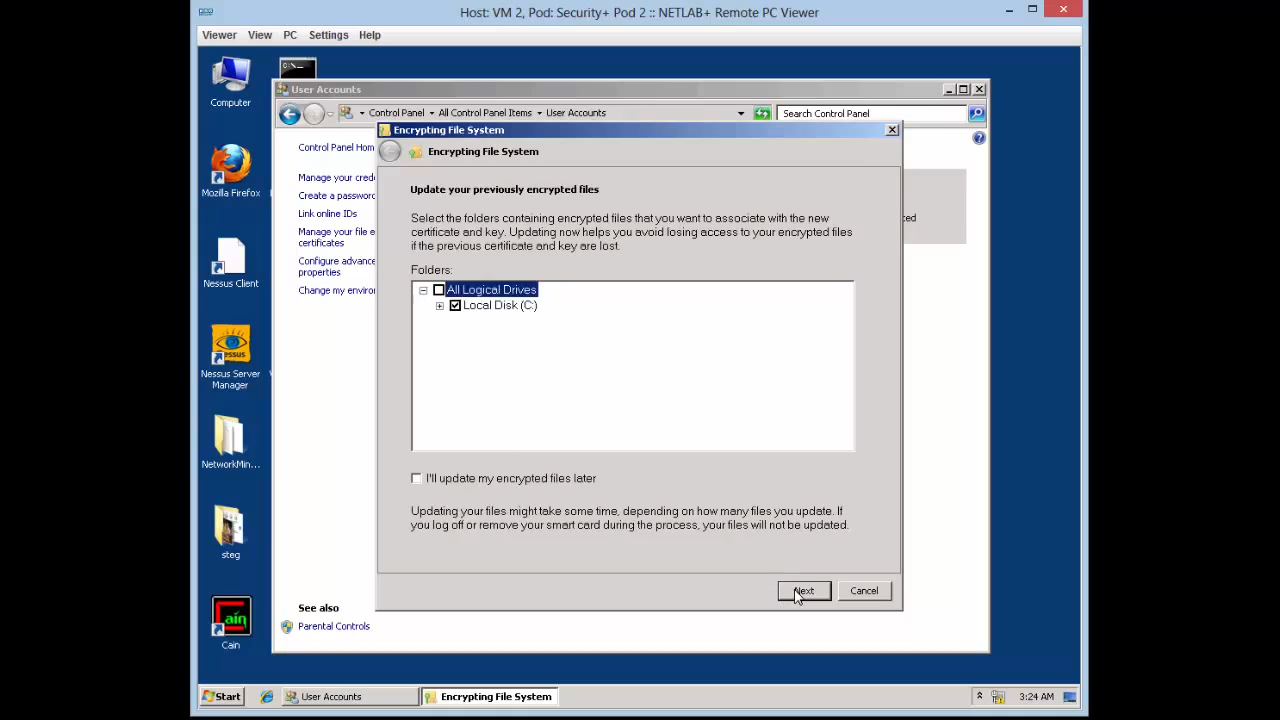 Host: VM 2, Pod: Security+ Pod 2 :: NETLAB+ Remote PC Viewer
Viewer View PC Settings Help
Computer
C:\
User Accounts
Control Panel All Control Panel Items User Accounts
Search Control Panel
Encrypting File System
Encrypting File System
Control Panel Hom
Manage your crede
Create a password
Link online IDs
Manage your file e
certificates
Configure advance
properties
Change my environ
Update your previously encrypted files
Select the folders containing encrypted files that you want to associate with the new
certificate and key. Updating now helps you avoid losing access to your encrypted files
if the previous certificate and key are lost.
Folders:
All Logical Drives
Local Disk (C:)
I'll update my encrypted files later
Updating your files might take some time, depending on how many files you update. If
you log off or remove your smart card during the process, your files will not be updated.
Next Cancel
See also
Parental Controls
Mozilla Firefox
Nessus Client
Nessus Server
Manager
NetworkMin...
steg
Cain
Start
User Accounts
Encrypting File System
3:24 AM